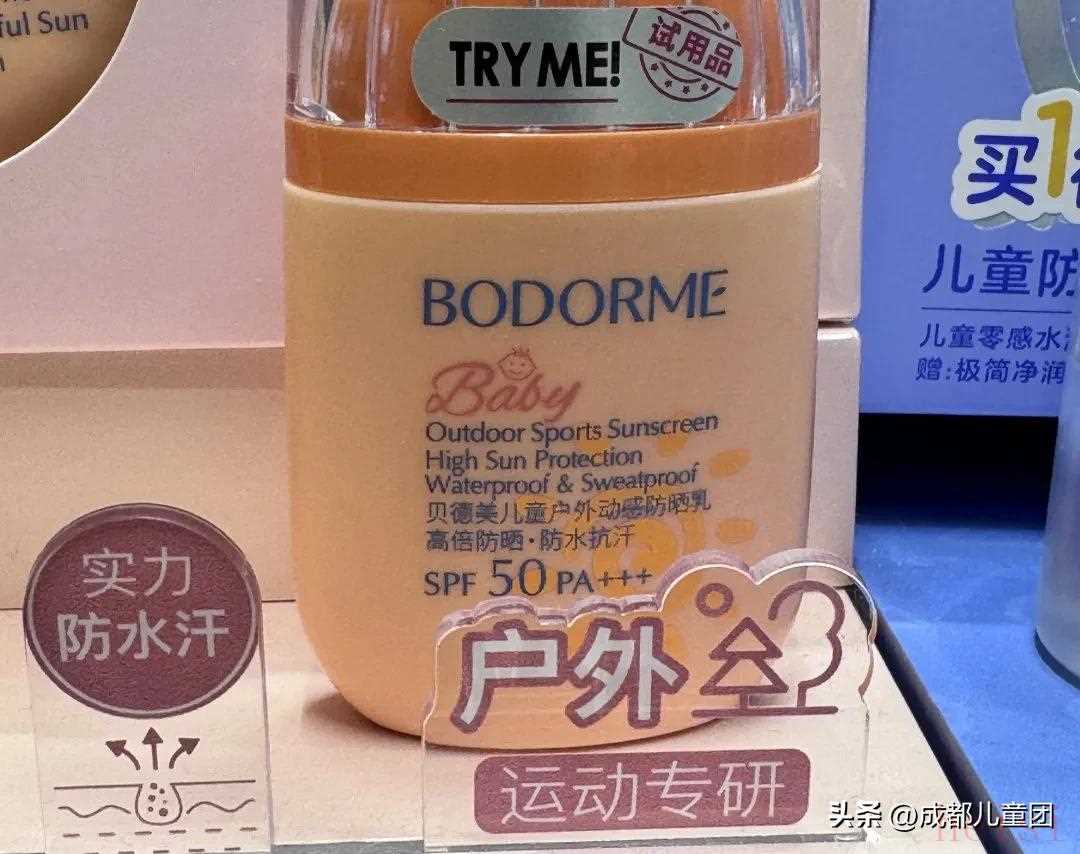 ful Sun
TRY ME!
试用品
买1
儿童防
儿童零感水
赠:极简净润
BODORME
Baby
Outdoor Sports Sunscreen
High Sun Protection
Waterproof & Sweatproof
贝德美儿童户外动感防晒乳
高倍防晒·防水抗汗
SPF 50 PA+++
实力
防水汗
户外
运动专研
头条 @成都儿童团